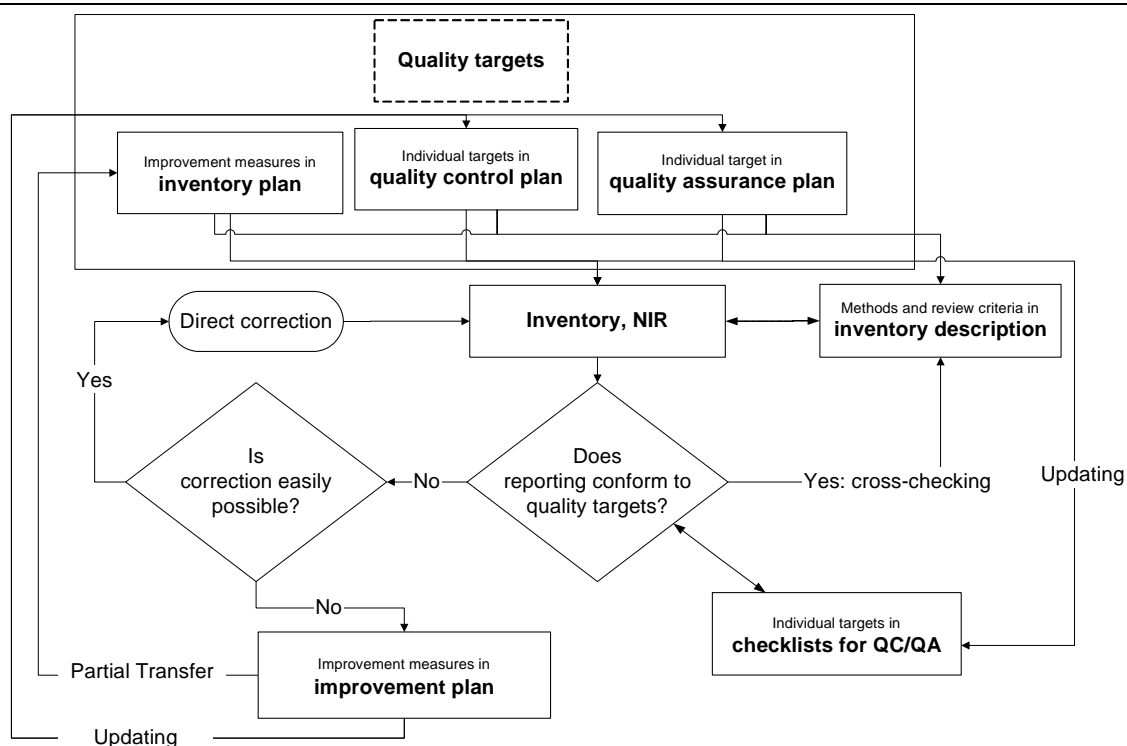 Quality targets
Improvement measures in
inventory plan
Individual targets in
quality control plan
Individual target in
quality assurance plan
Direct correction
Inventory, NIR
Methods and review criteria in
inventory description
Yes
Is
correction easily
possible?
No
Does
reporting conform to
quality targets?
Yes: cross-checking
Updating
No
Individual targets in
checklists for QC/QA
Partial Transfer
Improvement measures in
improvement plan
Updating